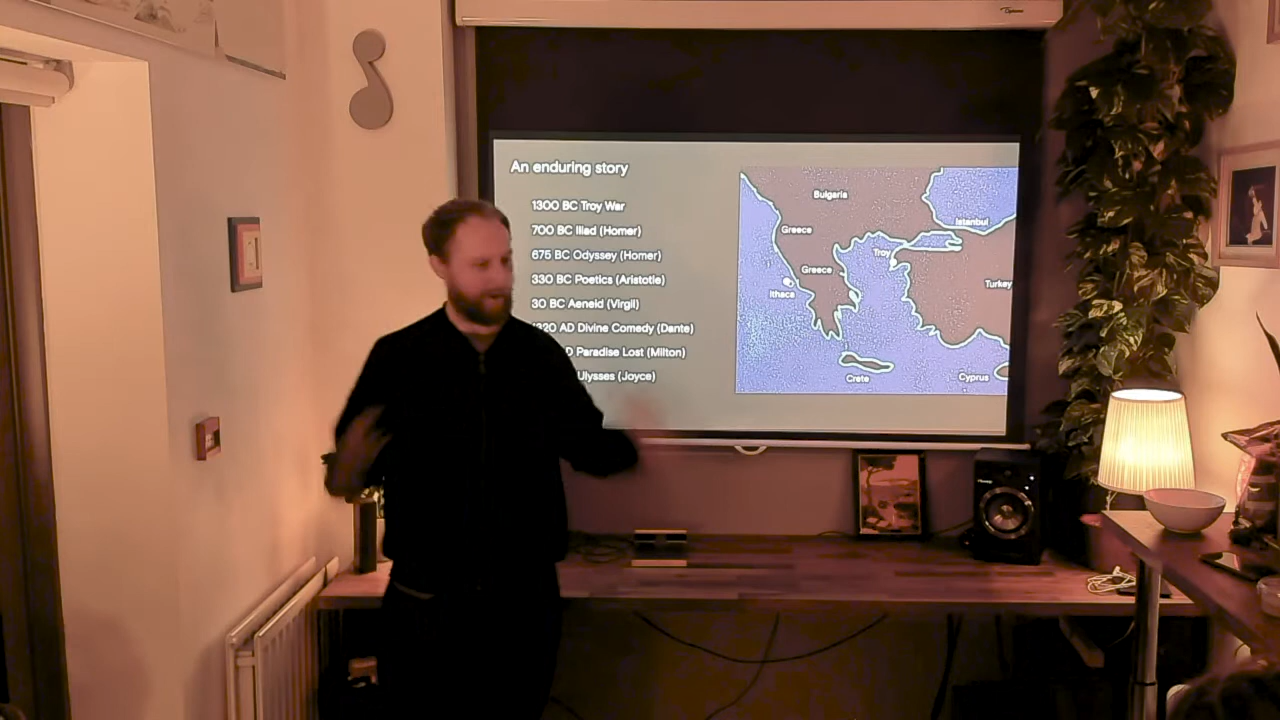 An enduring story
1300 BC Troy War
700 BC Iliad (Homer)
675 BC Odyssey (Homer)
330 BC Poetics (Aristotle)
30 BC Aeneid (Virgil)
320 AD Divine Comedy (Dante)
D Paradise Lost (Milton)
Ulysses (Joyce)
Bulgaria
Istanbul
Greece
Troy
Greece
Turkey
Ithaca
Crete
Cyprus